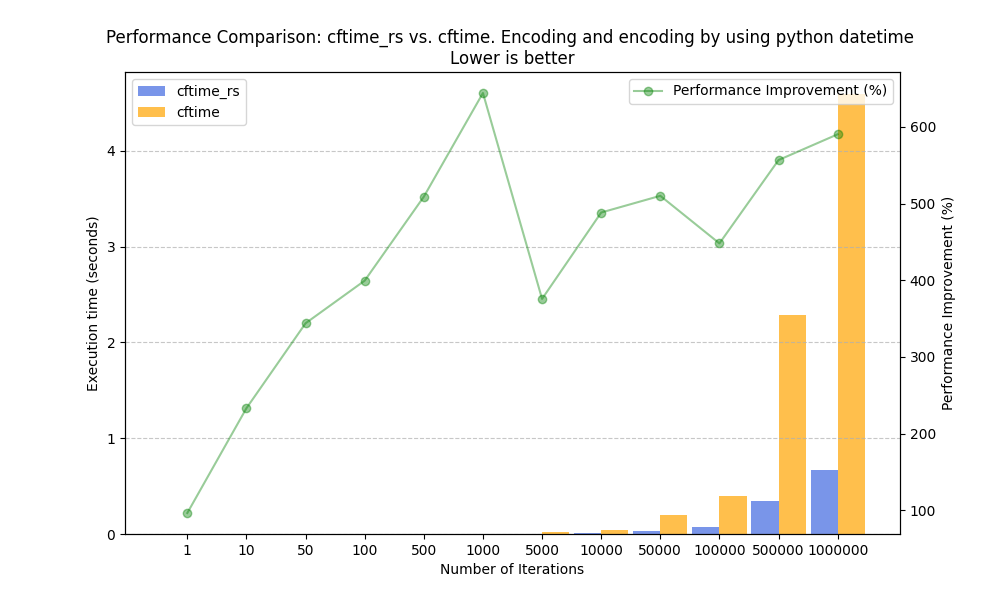 Performance Comparison: cftime_rs vs. cftime. Encoding and encoding by using python datetime
Lower is better
cftime_rs
cftime
Performance Improvement (%)
Execution time (seconds)
4
3
2
1
0
600
500
400
300
200
100
Performance Improvement (%)
1 10 50 100 500 1000 5000 10000 50000 100000 500000 1000000
Number of Iterations